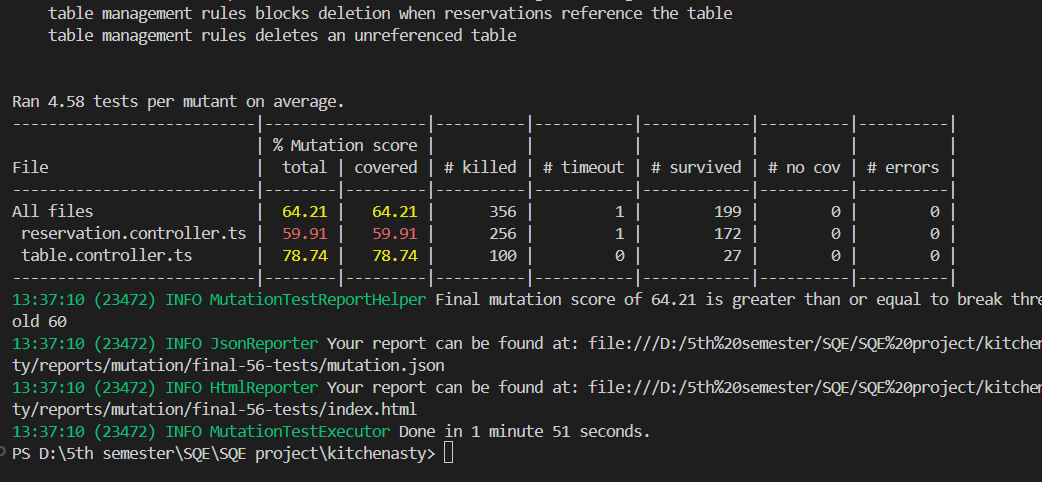 table management rules blocks deletion when reservations reference the table
table management rules deletes an unreferenced table
Ran 4.58 tests per mutant on average.
--------------------------|------------------|----------|-----------|------------|----------|----------|
                          | % Mutation score |          |           |            |          |          |
File                      |  total | covered | # killed | # timeout | # survived | # no cov | # errors |
--------------------------|--------|---------|----------|-----------|------------|----------|----------|
All files                 |  64.21 |   64.21 |      356 |         1 |        199 |        0 |        0 |
 reservation.controller.ts |  59.91 |   59.91 |      256 |         1 |        172 |        0 |        0 |
 table.controller.ts      |  78.74 |   78.74 |      100 |         0 |         27 |        0 |        0 |
--------------------------|--------|---------|----------|-----------|------------|----------|----------|
13:37:10 (23472) INFO MutationTestReportHelper Final mutation score of 64.21 is greater than or equal to break thre
old 60
13:37:10 (23472) INFO JsonReporter Your report can be found at: file:///D:/5th%20semester/SQE/SQE%20project/kitchen
ty/reports/mutation/final-56-tests/mutation.json
13:37:10 (23472) INFO HtmlReporter Your report can be found at: file:///D:/5th%20semester/SQE/SQE%20project/kitchen
ty/reports/mutation/final-56-tests/index.html
13:37:10 (23472) INFO MutationTestExecutor Done in 1 minute 51 seconds.
PS D:\5th semester\SQE\SQE project\kitchenasty>